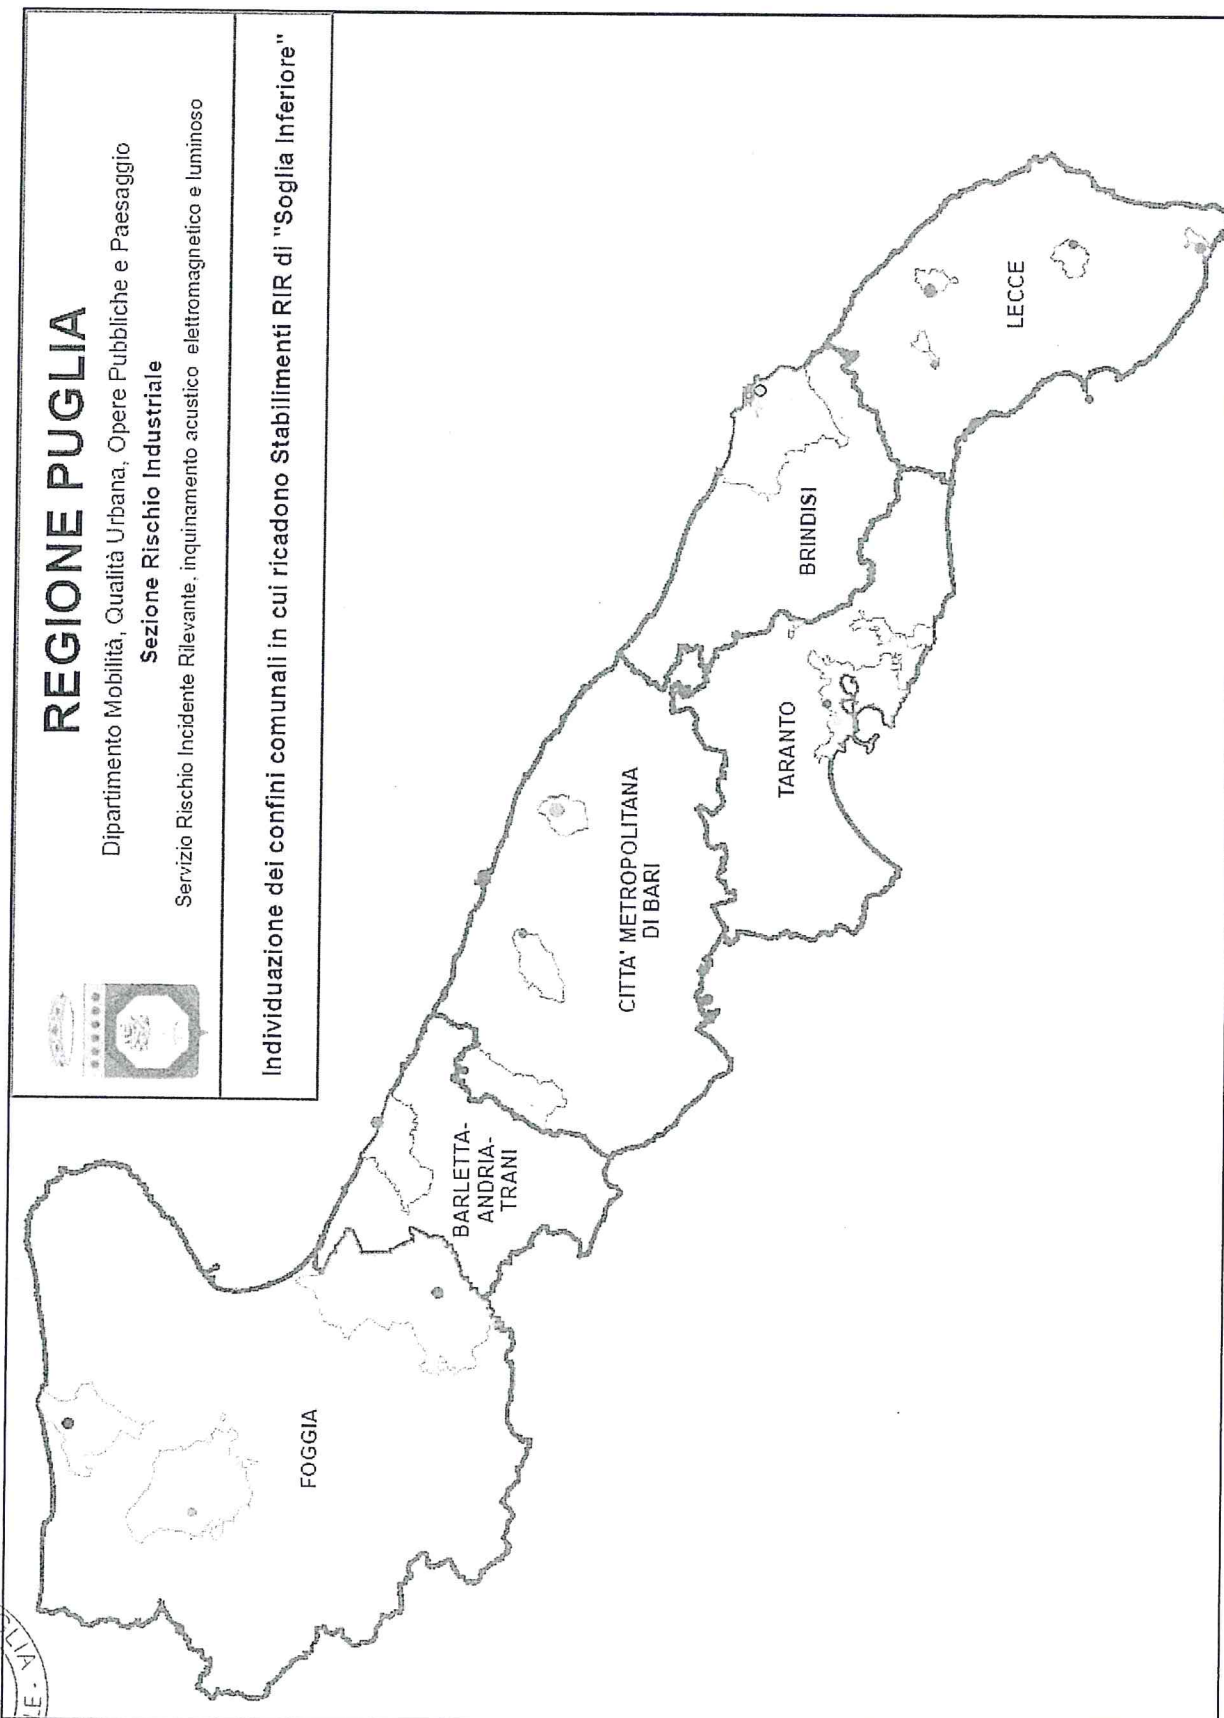 REGIONE PUGLIA
Dipartimento Mobilità, Qualità Urbana, Opere Pubbliche e Paesaggio
Sezione Rischio Industriale
Servizio Rischio Incidente Rilevante, inquinamento acustico elettromagnetico e luminoso
Individuazione dei confini comunali in cui ricadono Stabilimenti RIR di "Soglia Inferiore"
FOGGIA
BARLETTA-
ANDRIA-
TRANI
CITTA' METROPOLITANA
DI BARI
TARANTO
BRINDISI
LECCE
GLIA
LE -